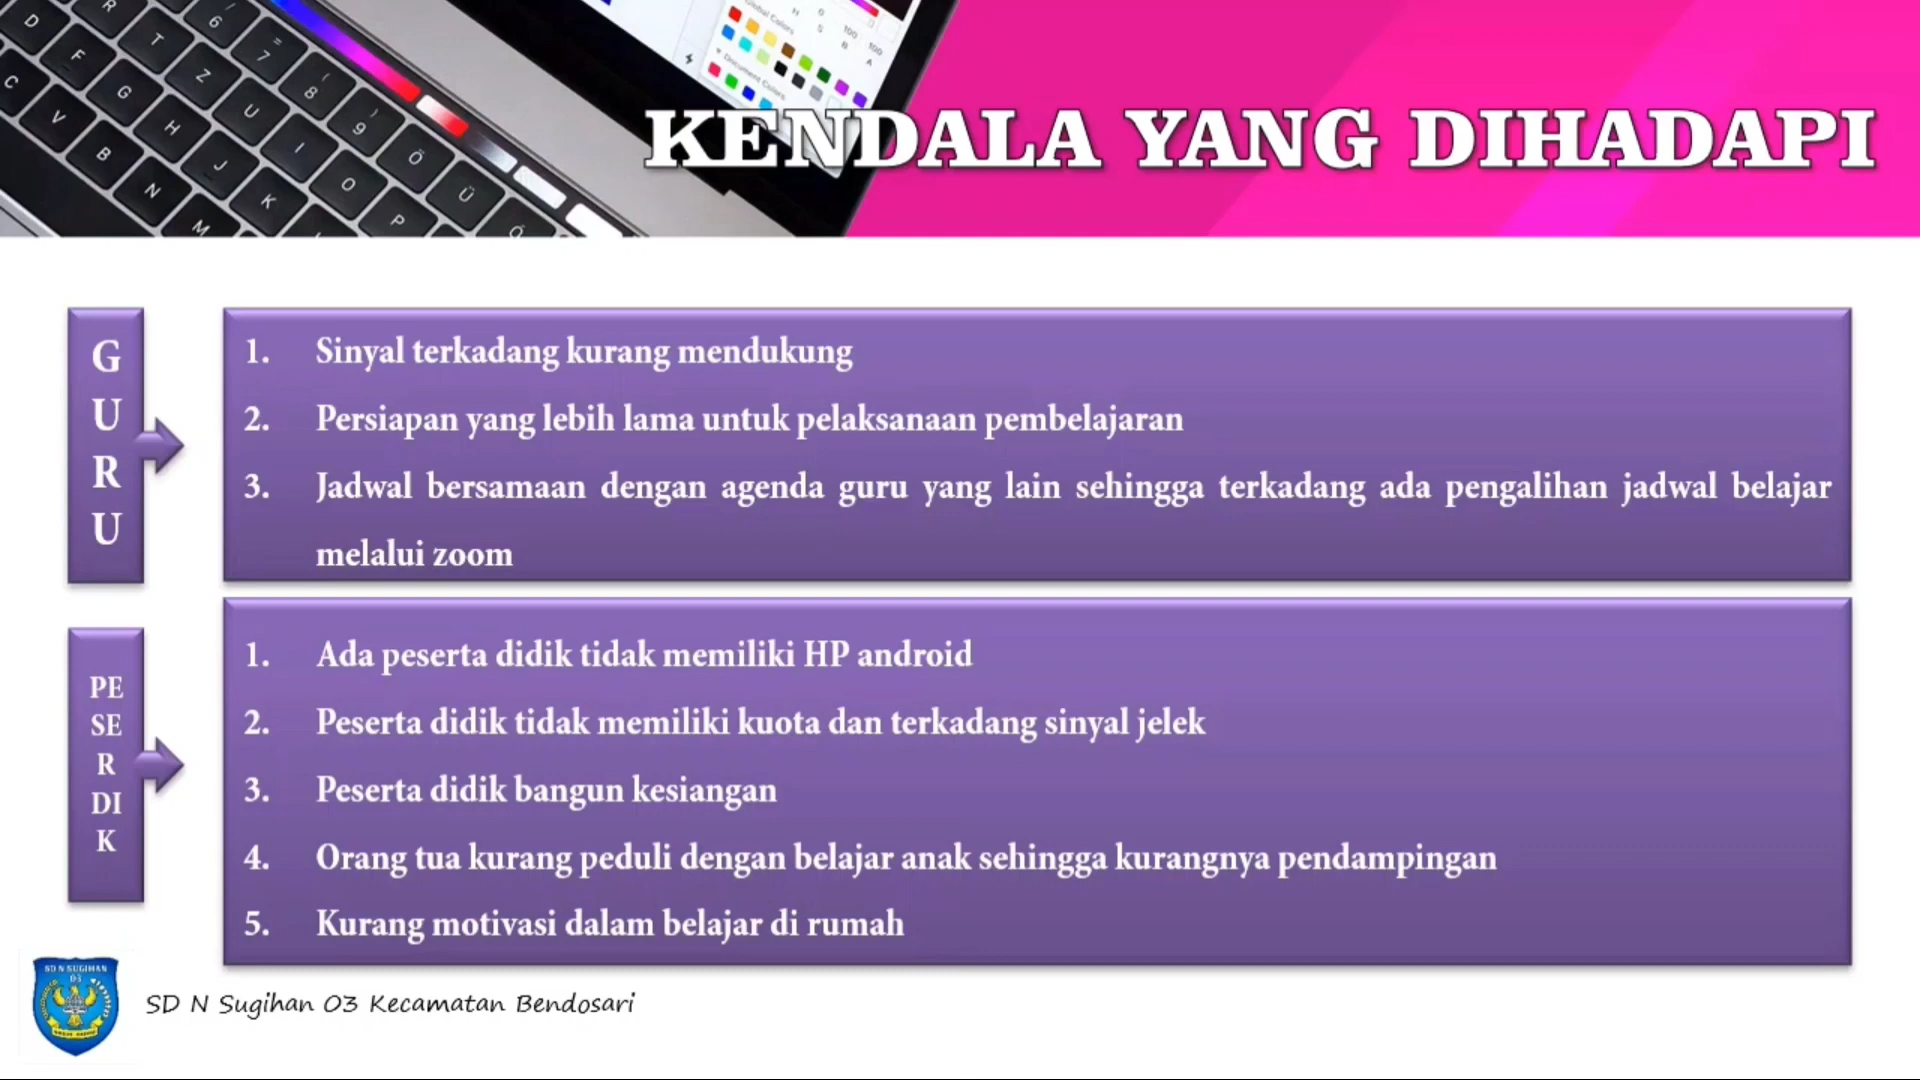 KENDALA YANG DIHADAPI
G
U
R
U
1. Sinyal terkadang kurang mendukung
2. Persiapan yang lebih lama untuk pelaksanaan pembelajaran
3. Jadwal bersamaan dengan agenda guru yang lain sehingga terkadang ada pengalihan jadwal belajar
melalui zoom
PE
SE
R
DI
K
1. Ada peserta didik tidak memiliki HP android
2. Peserta didik tidak memiliki kuota dan terkadang sinyal jelek
3. Peserta didik bangun kesiangan
4. Orang tua kurang peduli dengan belajar anak sehingga kurangnya pendampingan
5. Kurang motivasi dalam belajar di rumah
SD N SUGIHAN
03
SD N Sugihan 03 Kecamatan Bendosari